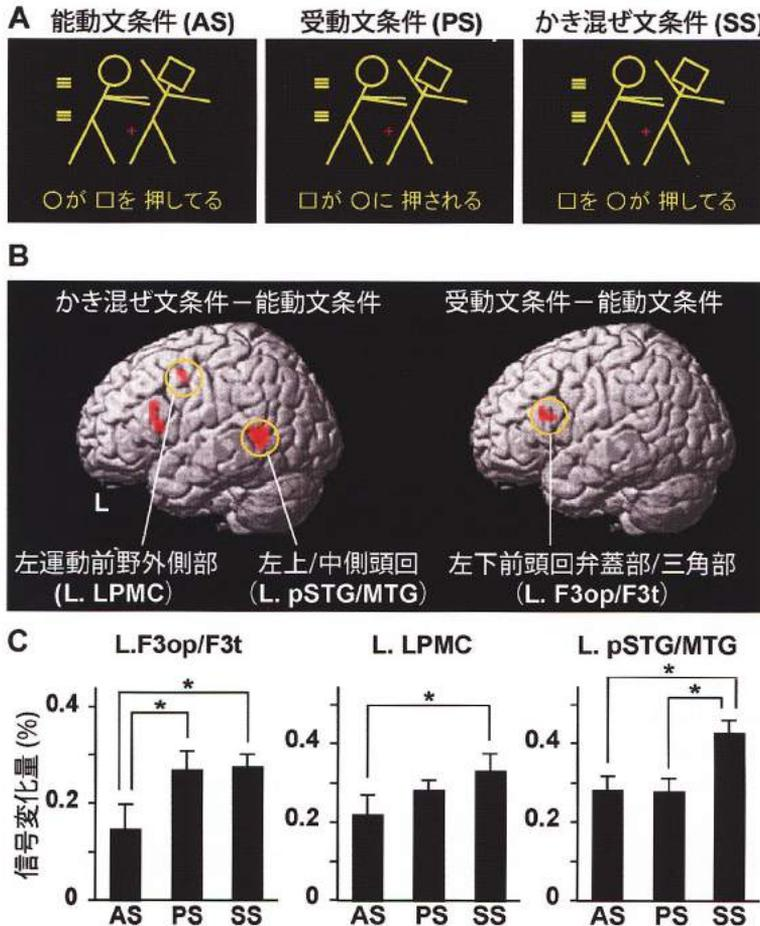 A 能動文条件 (AS) 受動文条件 (PS) かき混ぜ文条件 (SS)
○が □を 押してる
□が ○に 押される
□を ○が 押してる
B
かき混ぜ文条件－能動文条件
受動文条件－能動文条件
L
左運動前野外側部
(L. LPMC)
左上/中側頭回
(L. pSTG/MTG)
左下前頭回弁蓋部/三角部
(L. F3op/F3t)
C
L.F3op/F3t
L. LPMC
L. pSTG/MTG
信号変化量 (%)
0.4
0.2
0
* *
AS PS SS
0.4
0.2
0
*
AS PS SS
0.4
0.2
0
* *
AS PS SS